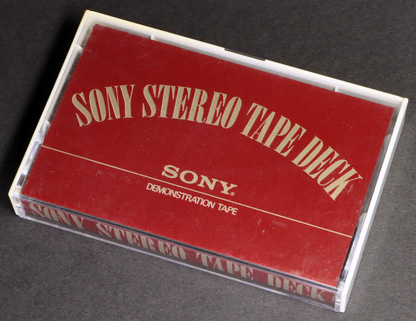 SONY STEREO TAPE DECK
SONY®
DEMONSTRATION TAPE
SONY STEREO TAPE DECK